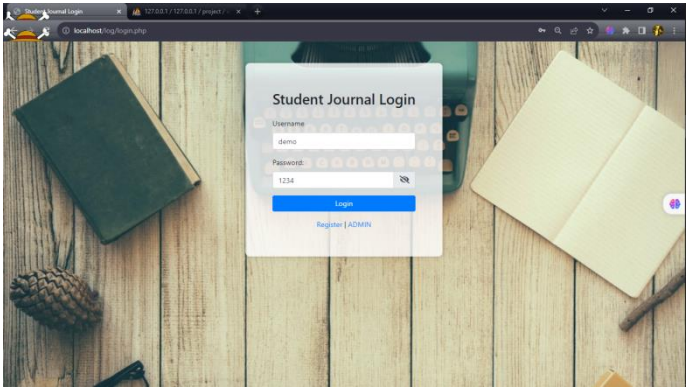 Student Journal Login
127.0.0.1 / 127.0.0.1 / project / -
localhost/log/login.php
Student Journal Login
Username
demo
Password:
1234
Login
Register | ADMIN